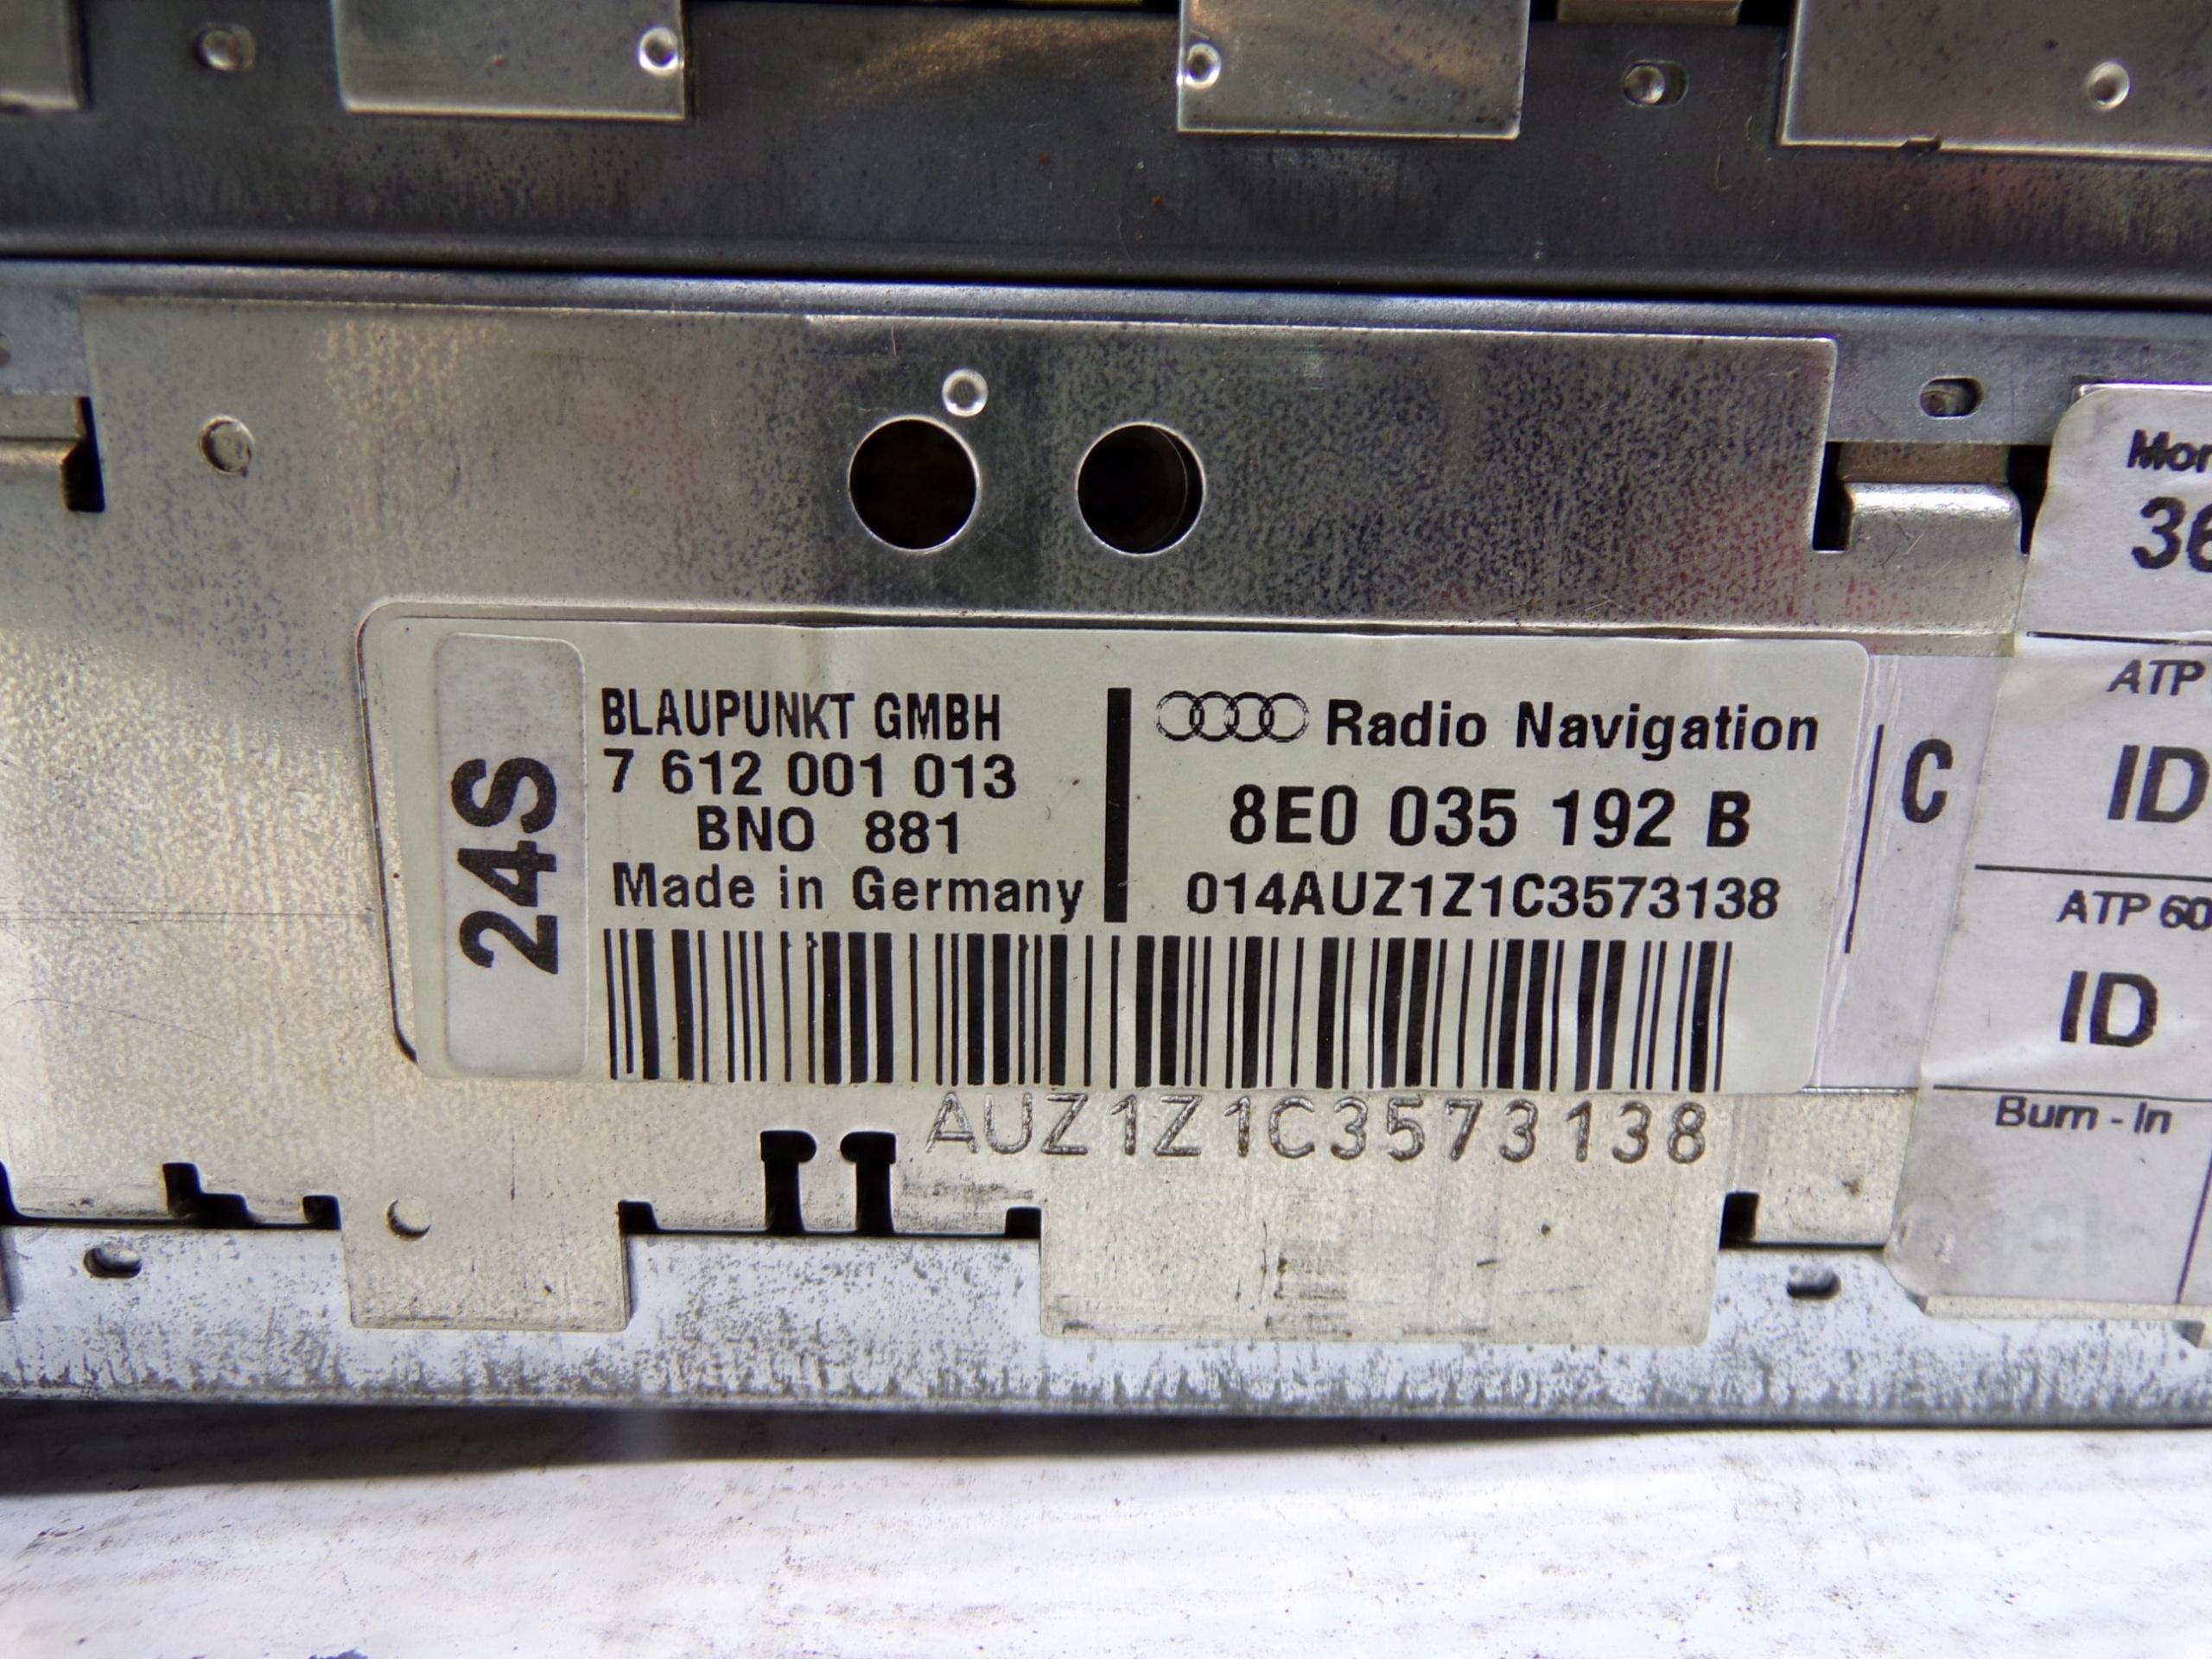 24S
BLAUPUNKT GMBH
7 612 001 013
BNO 881
Made in Germany
Radio Navigation
8E0 035 192 B
014AUZ1Z1C3573138
C
AUZ1Z1C3573138
36
ATP
ID
ATP 60
ID
Burn - In